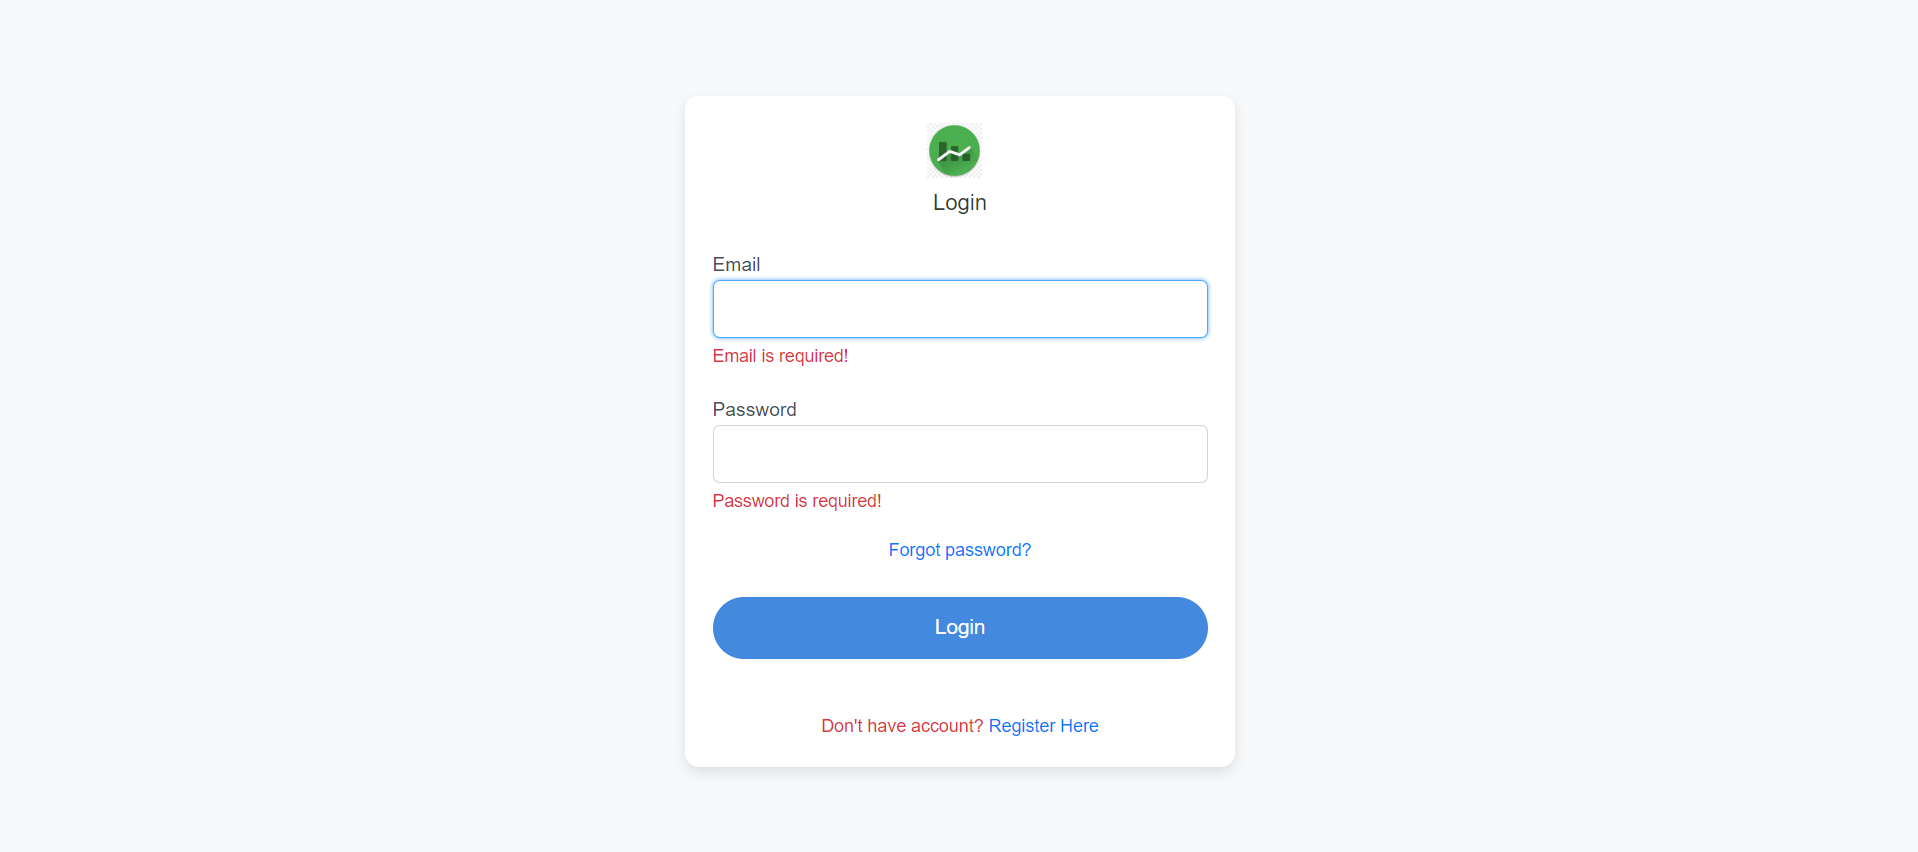 Login
Email
Email is required!
Password
Password is required!
Forgot password?
Login
Don't have account? Register Here